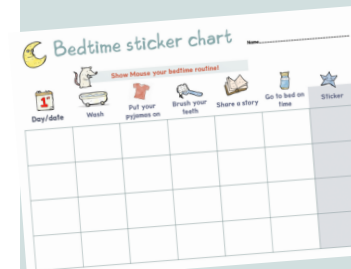 Bedtime sticker chart
Name
Show Mouse your bedtime routine!
1st
Day/date
Wash
Put your
pyjamas on
Brush your
teeth
Share a story
Go to bed on
time
Sticker